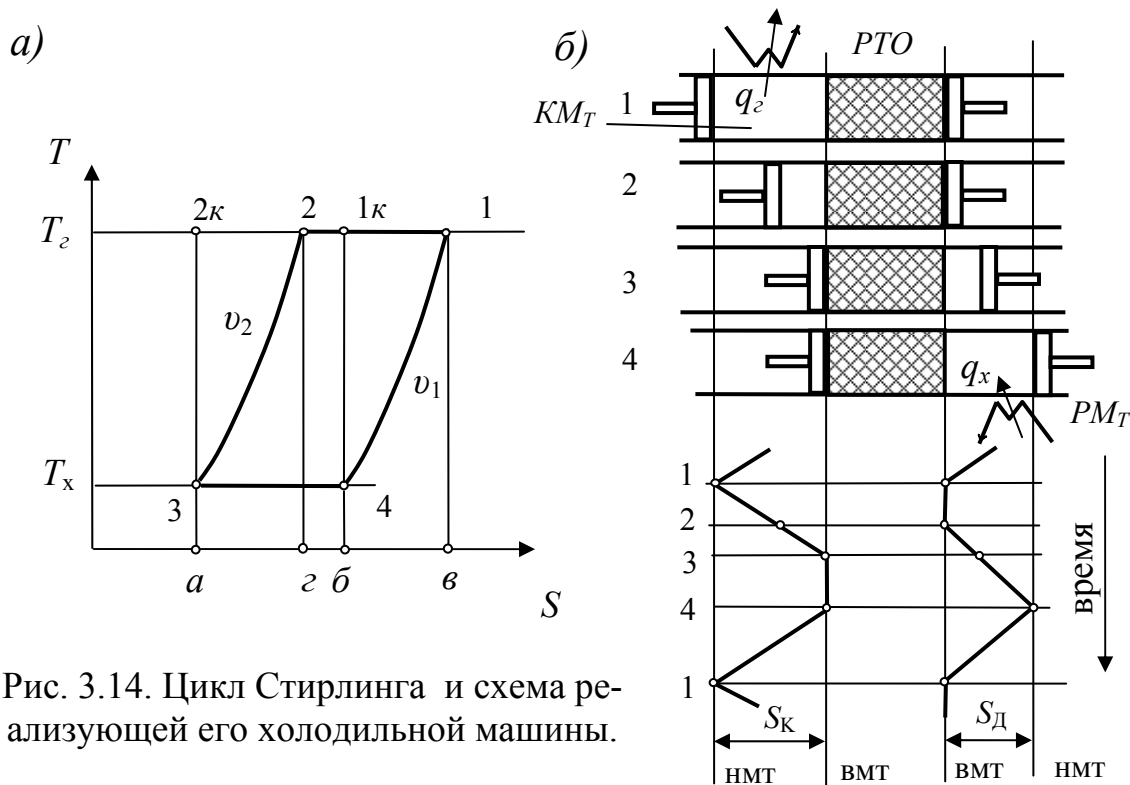 а)
T
T_г
2к 2 1к 1
υ₂
υ₁
T_х
3 4
а г б в
S
Рис. 3.14. Цикл Стирлинга и схема ре-
ализующей его холодильной машины.
б)
РТО
1
q_г
КМ_Т
2
3
4
q_х
РМ_Т
1
2
3
4
1
время
S_К
S_Д
нмт вмт вмт нмт